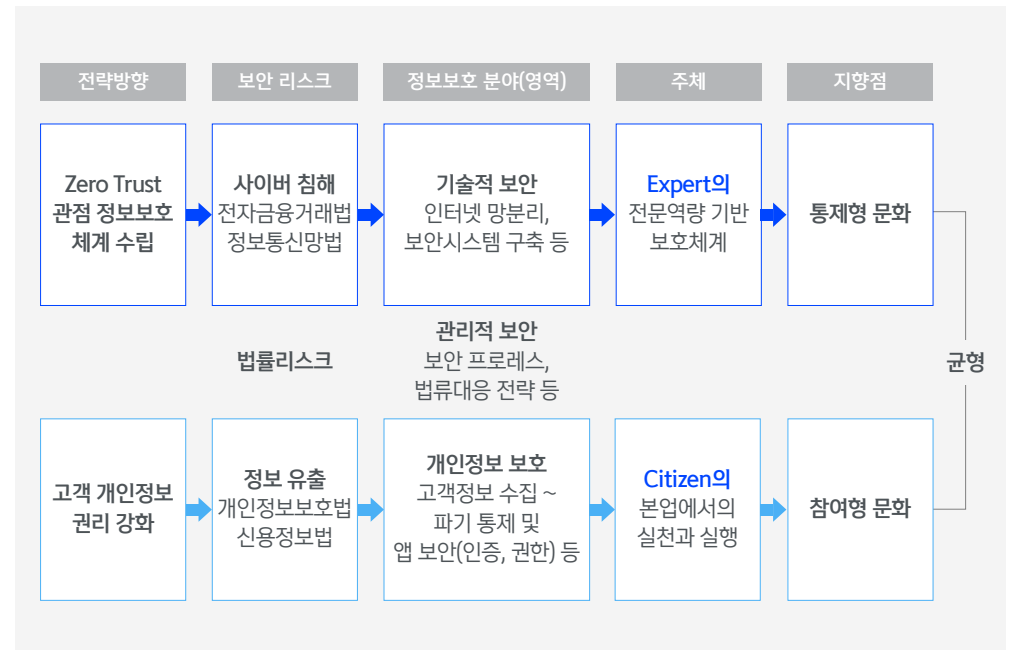 전략방향
보안 리스크
정보보호 분야(영역)
주체
지향점
Zero Trust
관점 정보보호
체계 수립
사이버 침해
전자금융거래법
정보통신망법
기술적 보안
인터넷 망분리,
보안시스템 구축 등
Expert의
전문역량 기반
보호체계
통제형 문화
법률리스크
관리적 보안
보안 프로레스,
법류대응 전략 등
균형
고객 개인정보
권리 강화
정보 유출
개인정보보호법
신용정보법
개인정보 보호
고객정보 수집 ~
파기 통제 및
앱 보안(인증, 권한) 등
Citizen의
본업에서의
실천과 실행
참여형 문화